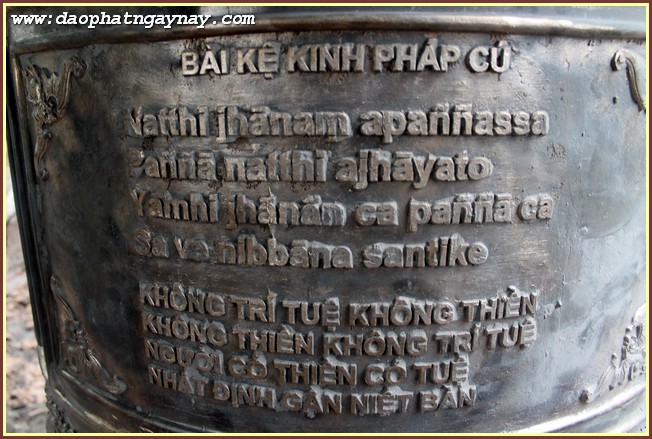 www.daophatngaynay.com
BÀI KỆ KINH PHÁP CÚ
Natthi jhānaṃ apaññassa
Paññā natthi ajhāyato
Yamhi jhānaṃ ca paññā ca
Sa ve nibbāna santike
KHÔNG TRÍ TUỆ KHÔNG THIỀN
KHÔNG THIỀN KHÔNG TRÍ TUỆ
NGƯỜI CÓ THIỀN CÓ TUỆ
NHẤT ĐỊNH GẦN NIẾT BÀN